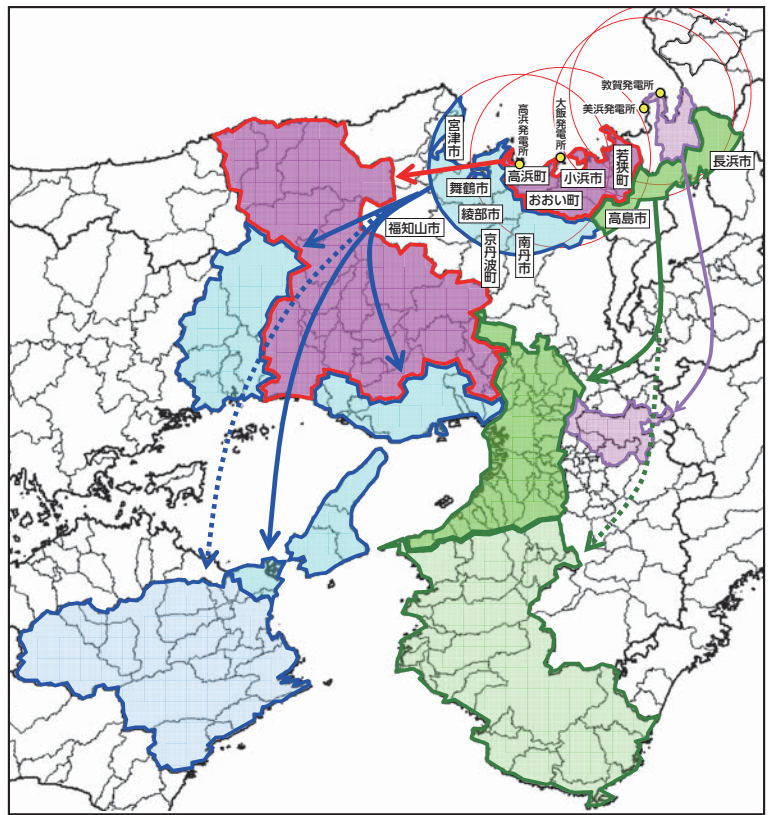 敦賀発電所
美浜発電所
大飯発電所
高浜発電所
宮津市
若狭町
長浜市
高浜町
小浜市
舞鶴市
おおい町
綾部市
高島市
福知山市
京丹波町
南丹市